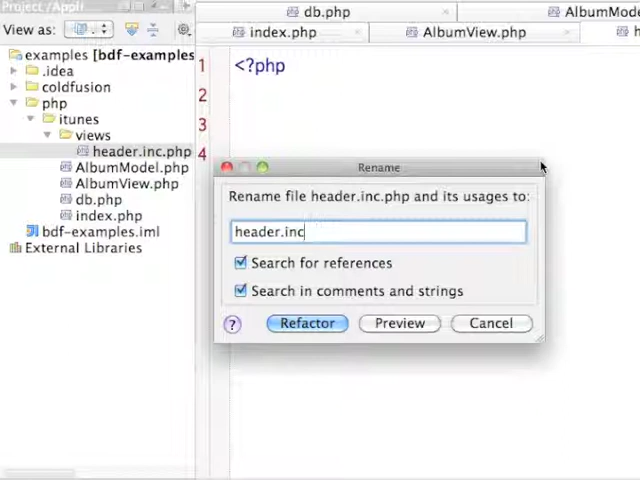 Project /Appli
View as:
examples [bdf-examples]
.idea
coldfusion
php
itunes
views
header.inc.php
AlbumModel.php
AlbumView.php
db.php
index.php
bdf-examples.iml
External Libraries
db.php
AlbumMode
index.php
AlbumView.php
h
1 <?php
2
3
4
Rename
Rename file header.inc.php and its usages to:
header.inc
Search for references
Search in comments and strings
? Refactor Preview Cancel